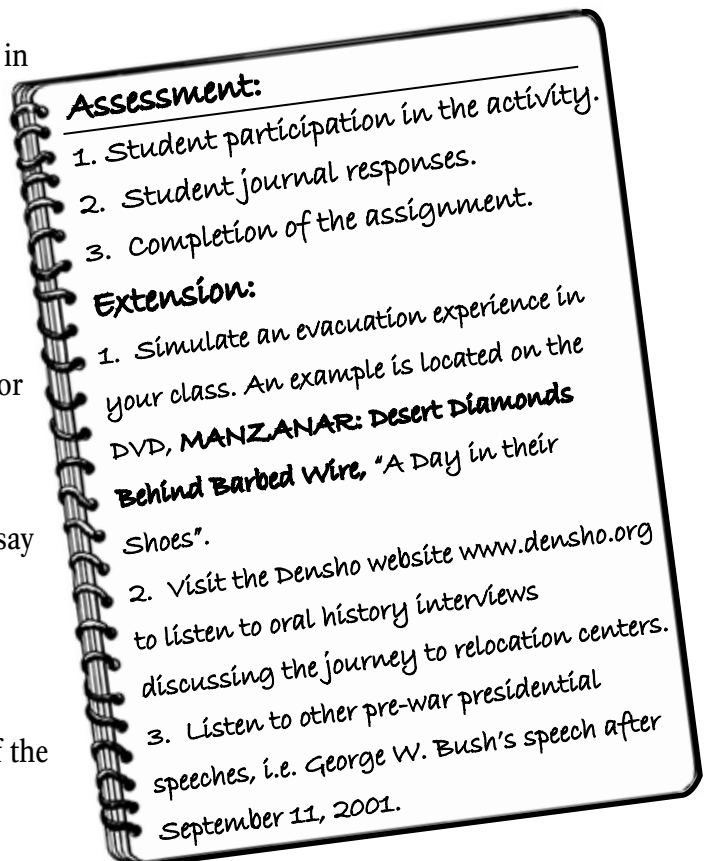 in
Assessment:
1. Student participation in the activity.
2. Student journal responses.
3. Completion of the assignment.
Extension:
1. Simulate an evacuation experience in
your class. An example is located on the
or
DVD, MANZANAR: Desert Diamonds
Behind Barbed Wire, "A Day in their
Shoes".
say
2. Visit the Densho website www.densho.org
to listen to oral history interviews
discussing the journey to relocation centers.
3. Listen to other pre-war presidential
f the
speeches, i.e. George W. Bush's speech after
September 11, 2001.